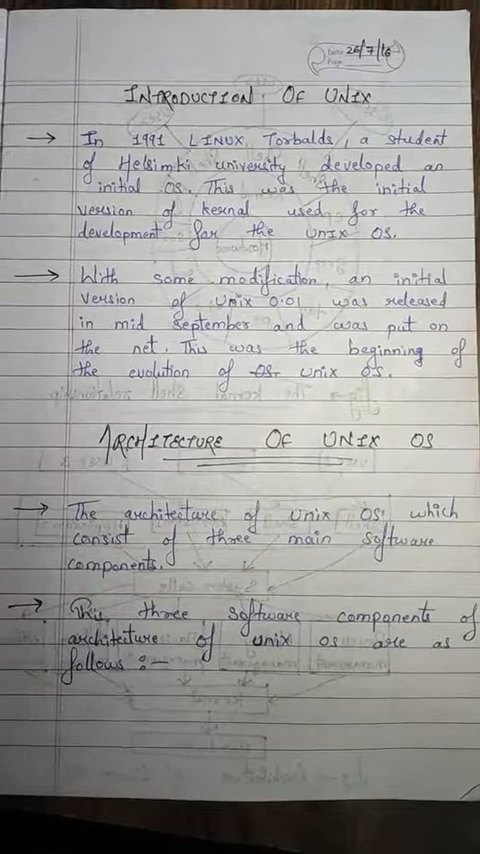 Date 26/7/16
Page
INTRODUCTION OF UNIX
→ In 1991 LINUX Torbalds, a student
of Helsimki university developed an
initial OS. This was the initial
version of kernal used for the
development for the UNIX OS.
→ With some modification, an initial
version of Unix 0.01 was released
in mid September and was put on
the net. This was the beginning of
the evolution of OS. Unix OS.
ARCHITECTURE OF UNIX OS
→ The architecture of Unix OS, which
consist of three main software
components.
→ This three software components of
architecture of Unix OS are as
follows :-